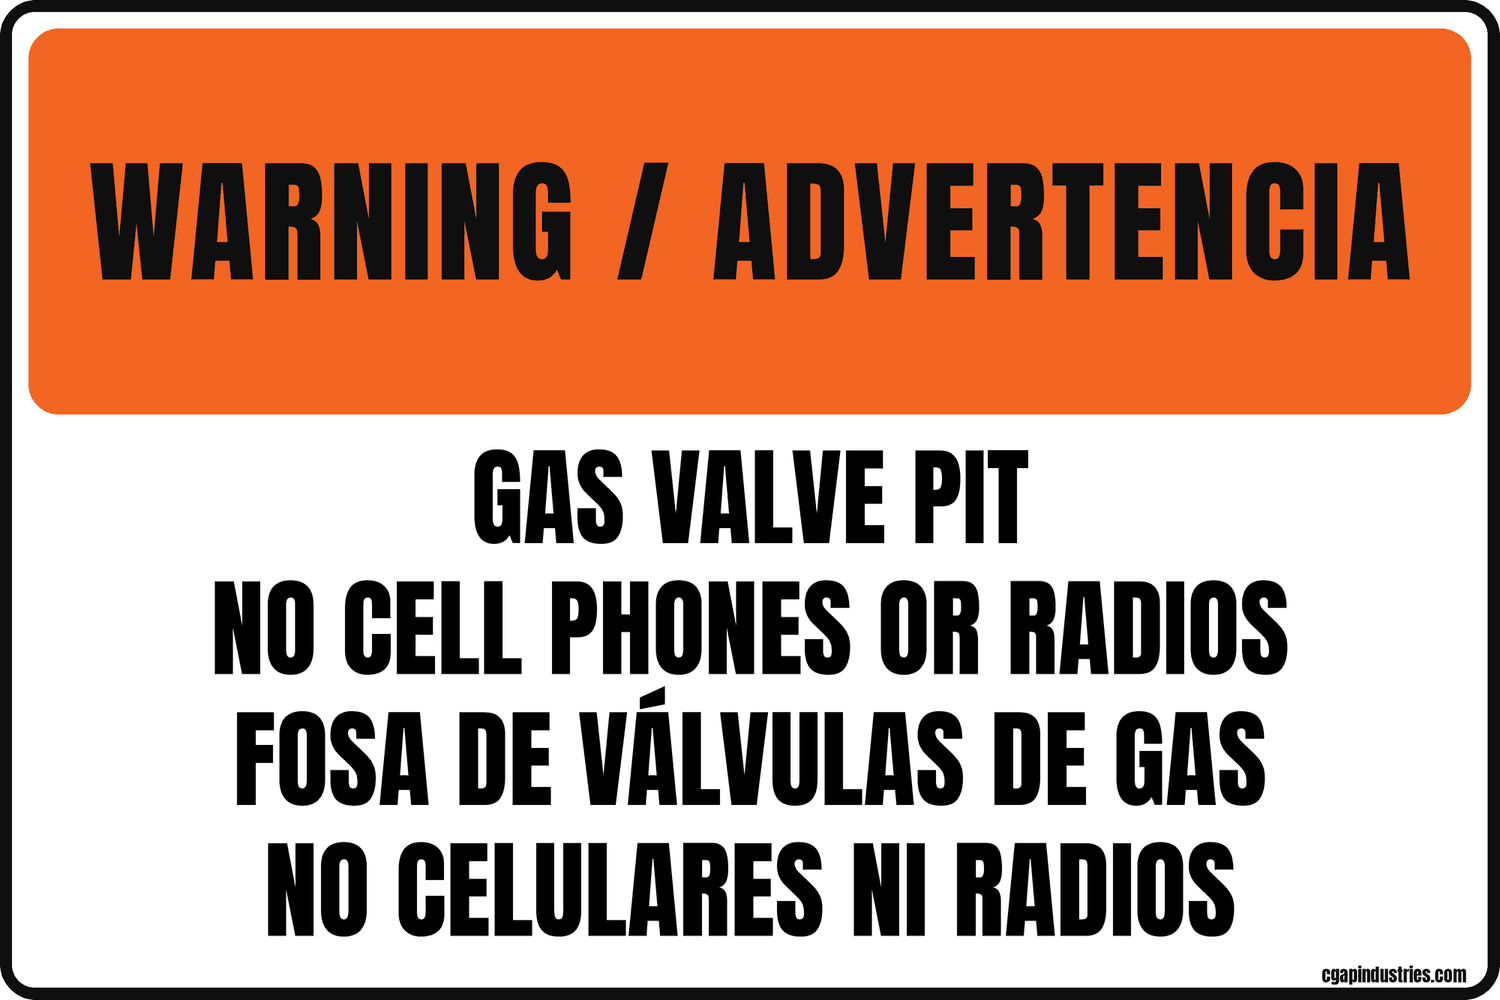 WARNING / ADVERTENCIA
GAS VALVE PIT
NO CELL PHONES OR RADIOS
FOSA DE VÁLVULAS DE GAS
NO CELULARES NI RADIOS
cgapindustries.com